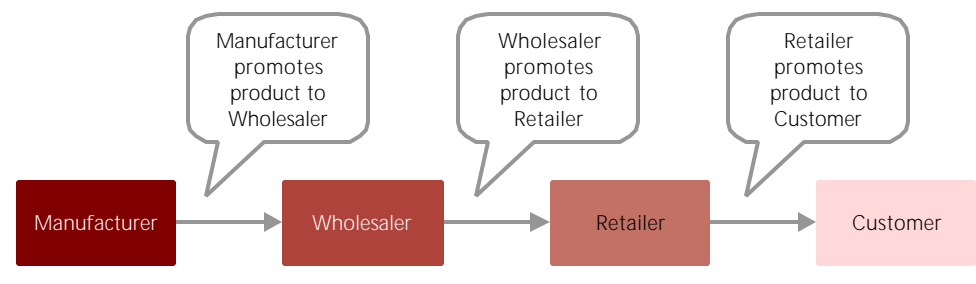 Manufacturer
promotes
product to
Wholesaler
Wholesaler
promotes
product to
Retailer
Retailer
promotes
product to
Customer
Manufacturer
Wholesaler
Retailer
Customer